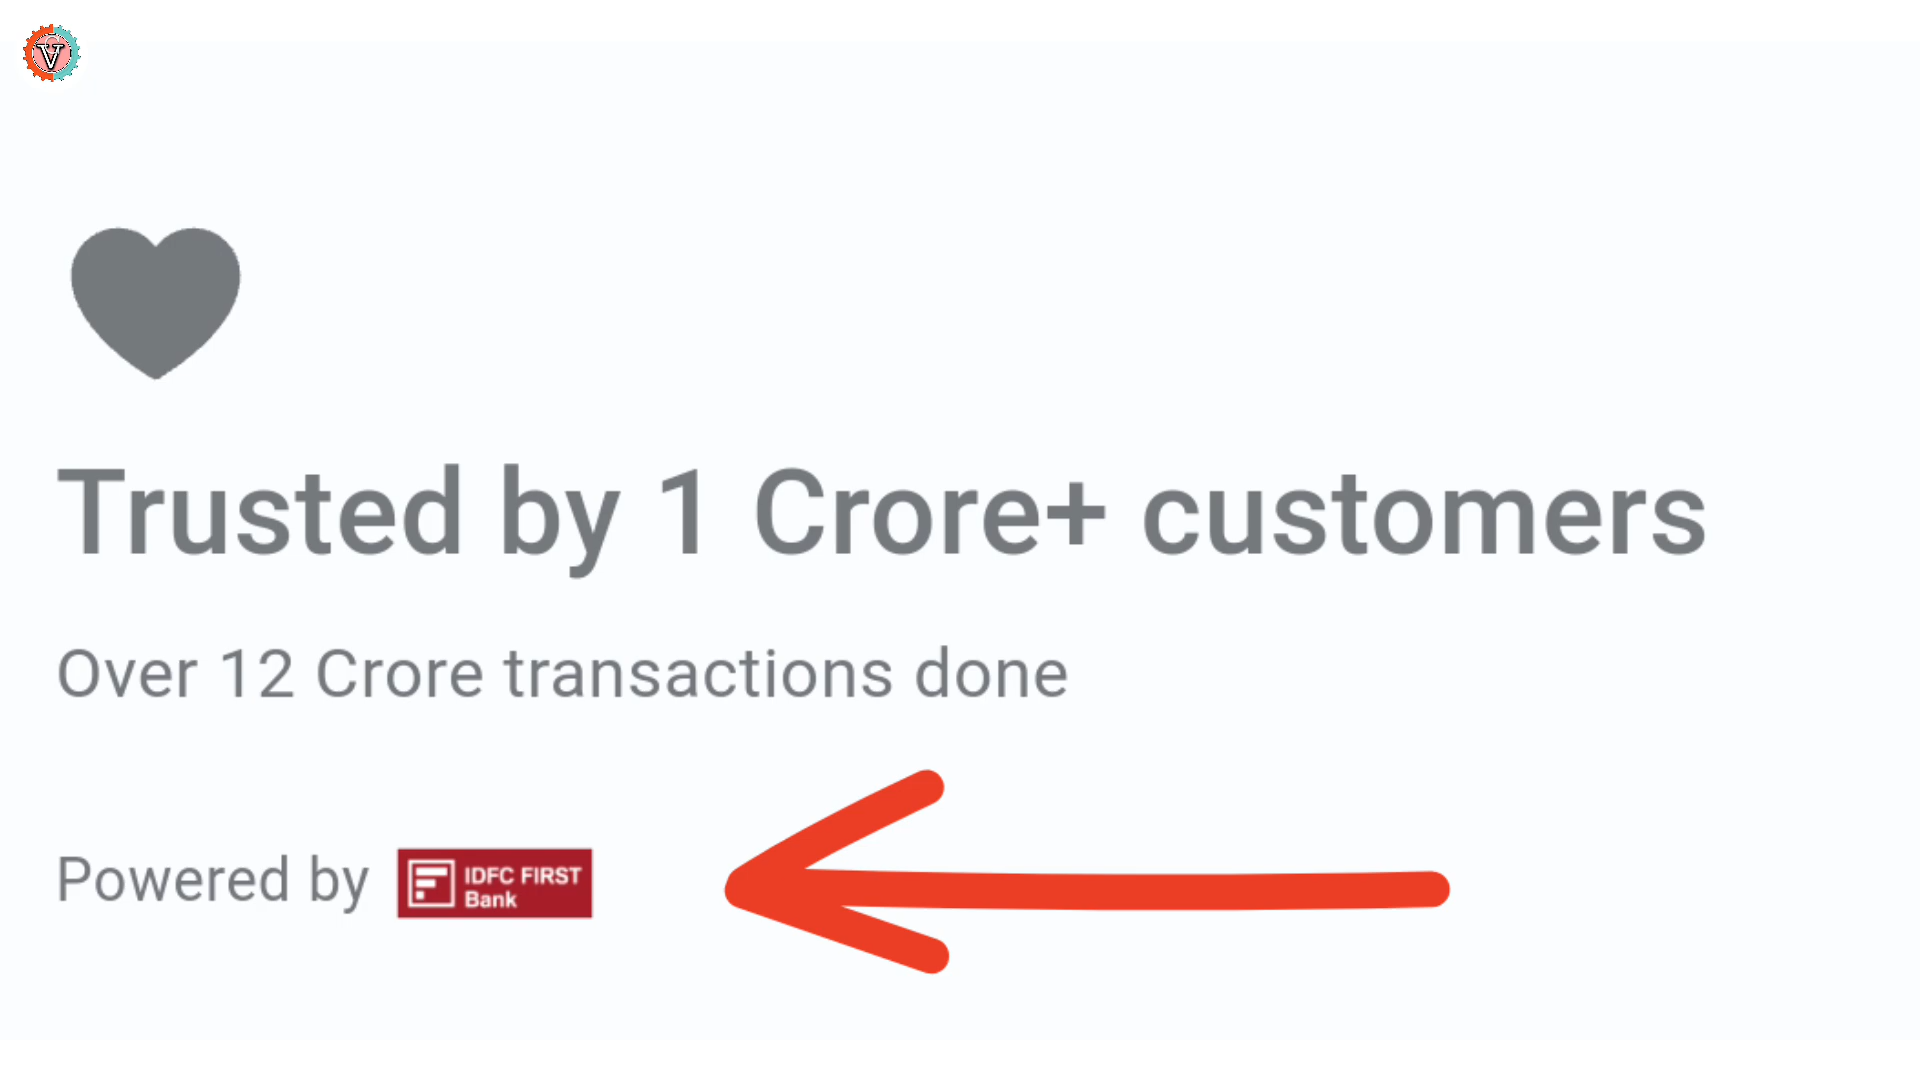 V
Trusted by 1 Crore+ customers
Over 12 Crore transactions done
Powered by IDFC FIRST
Bank